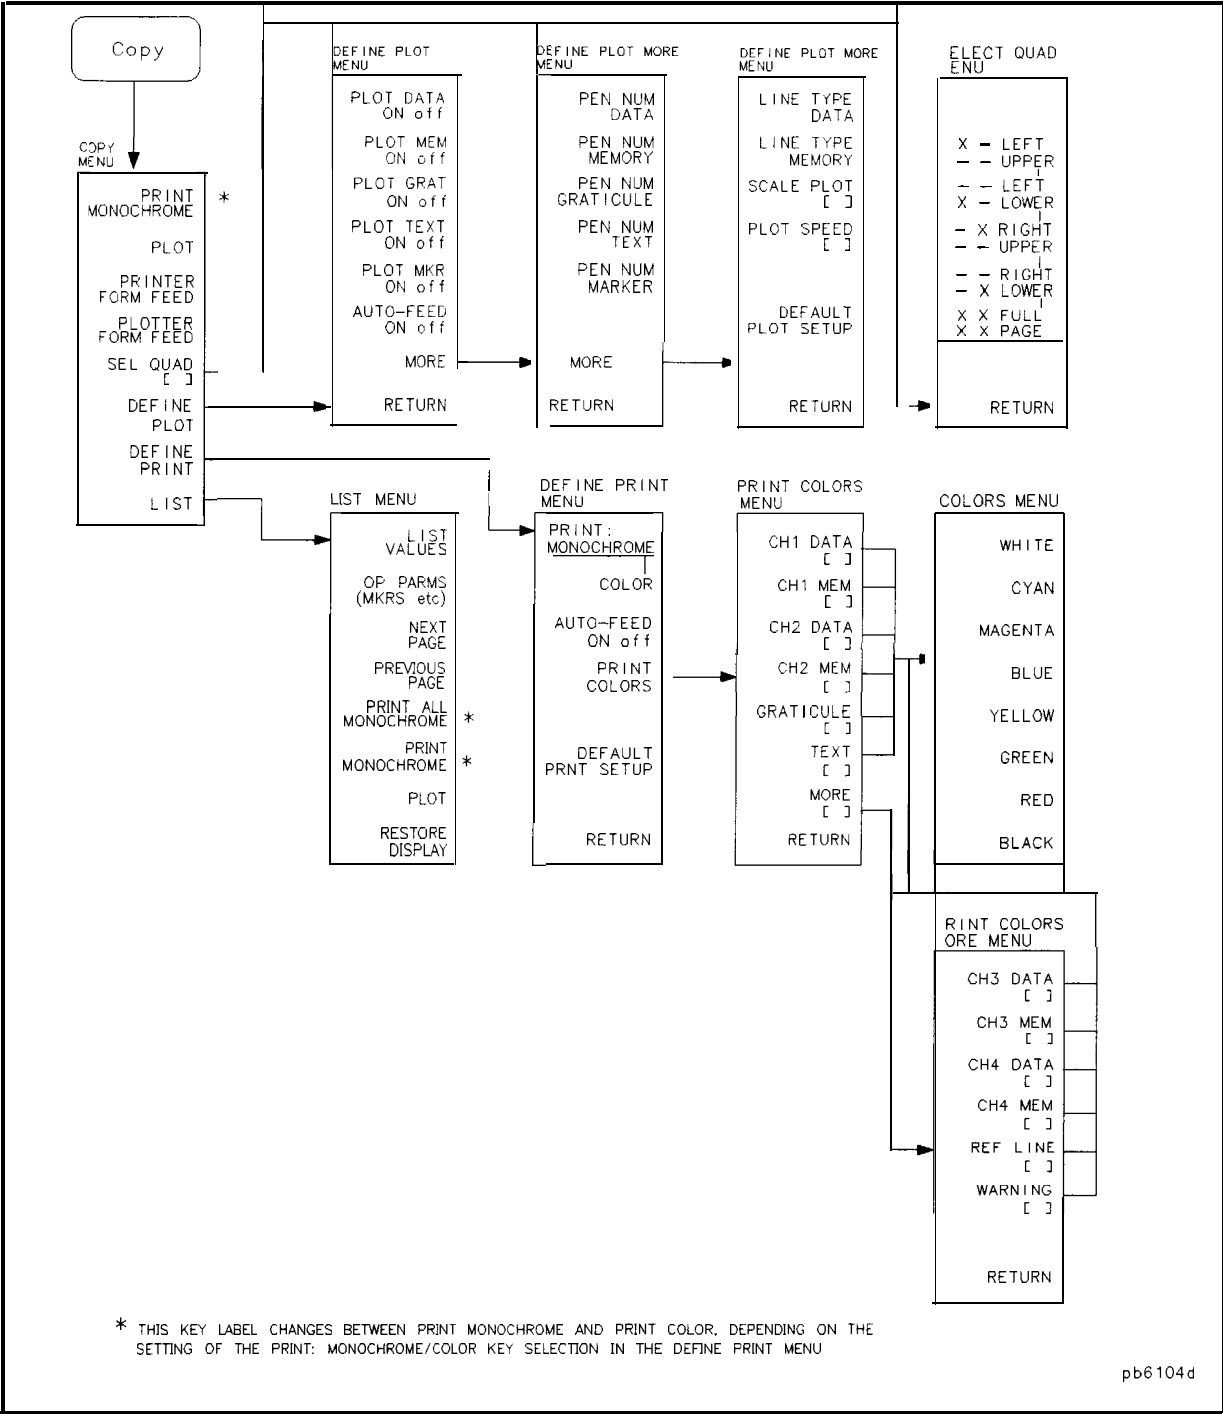 Copy
COPY
MENU
PRINT
MONOCHROME *
PLOT
PRINTER
FORM FEED
PLOTTER
FORM FEED
SEL QUAD
[ ]
DEFINE
PLOT
DEFINE
PRINT
LIST
DEFINE PLOT
MENU
PLOT DATA
ON off
PLOT MEM
ON off
PLOT GRAT
ON off
PLOT TEXT
ON off
PLOT MKR
ON off
AUTO-FEED
ON off
MORE
RETURN
DEFINE PLOT MORE
MENU
PEN NUM
DATA
PEN NUM
MEMORY
PEN NUM
GRATICULE
PEN NUM
TEXT
PEN NUM
MARKER
MORE
RETURN
DEFINE PLOT MORE
MENU
LINE TYPE
DATA
LINE TYPE
MEMORY
SCALE PLOT
[ ]
PLOT SPEED
[ ]
DEFAULT
PLOT SETUP
RETURN
ELECT QUAD
ENU
X - LEFT
- - UPPER
- - LEFT
X - LOWER
- X RIGHT
- - UPPER
- - RIGHT
- X LOWER
X X FULL
X X PAGE
RETURN
LIST MENU
LIST
VALUES
OP PARMS
(MKRS etc)
NEXT
PAGE
PREVIOUS
PAGE
PRINT ALL
MONOCHROME *
PRINT
MONOCHROME *
PLOT
RESTORE
DISPLAY
DEFINE PRINT
MENU
PRINT:
MONOCHROME
COLOR
AUTO-FEED
ON off
PRINT
COLORS
DEFAULT
PRNT SETUP
RETURN
PRINT COLORS
MENU
CH1 DATA
[ ]
CH1 MEM
[ ]
CH2 DATA
[ ]
CH2 MEM
[ ]
GRATICULE
[ ]
TEXT
[ ]
MORE
[ ]
RETURN
COLORS MENU
WHITE
CYAN
MAGENTA
BLUE
YELLOW
GREEN
RED
BLACK
RINT COLORS
ORE MENU
CH3 DATA
[ ]
CH3 MEM
[ ]
CH4 DATA
[ ]
CH4 MEM
[ ]
REF LINE
[ ]
WARNING
[ ]
RETURN
* THIS KEY LABEL CHANGES BETWEEN PRINT MONOCHROME AND PRINT COLOR, DEPENDING ON THE
SETTING OF THE PRINT: MONOCHROME/COLOR KEY SELECTION IN THE DEFINE PRINT MENU
pb6104d